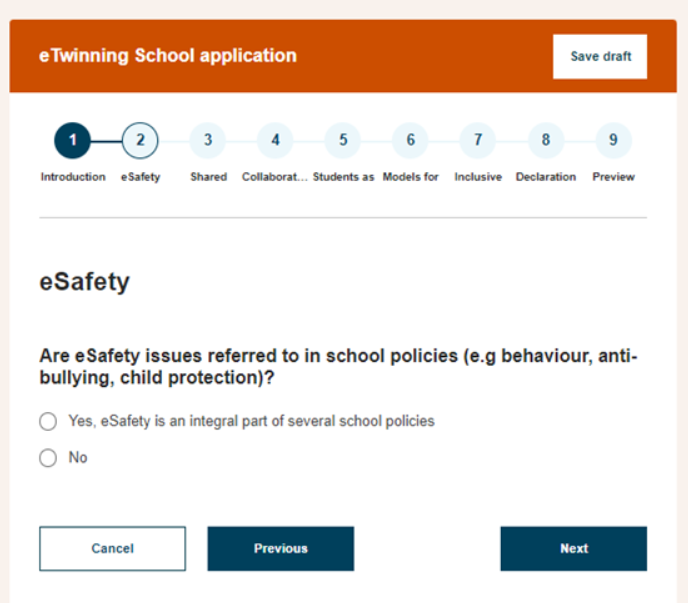 eTwinning School application
Save draft
1 2 3 4 5 6 7 8 9
Introduction eSafety Shared Collaborat... Students as Models for Inclusive Declaration Preview
eSafety
Are eSafety issues referred to in school policies (e.g behaviour, anti-
bullying, child protection)?
Yes, eSafety is an integral part of several school policies
No
Cancel Previous Next